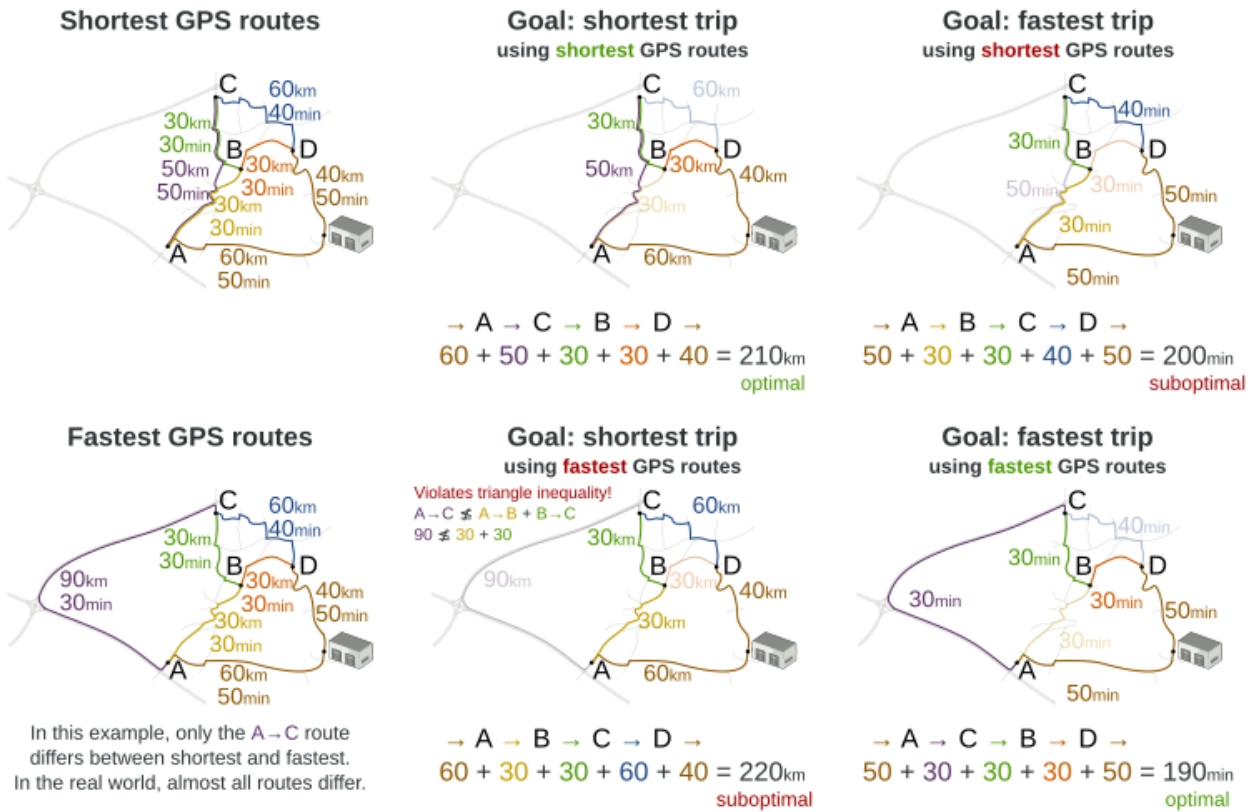 Shortest GPS routes
C
60km
40min
30km
30min
B
D
50km
50min
30km
30min
30km
30min
40km
50min
A
60km
50min
Goal: shortest trip
using shortest GPS routes
C
60km
30km
B
D
50km
30km
40km
30km
A
60km
→ A → C → B → D →
60 + 50 + 30 + 30 + 40 = 210km
optimal
Goal: fastest trip
using shortest GPS routes
C
40min
30min
B
D
50min
30min
50min
30min
A
50min
→ A → B → C → D →
50 + 30 + 30 + 40 + 50 = 200min
suboptimal
Fastest GPS routes
C
60km
40min
30km
30min
B
D
90km
30min
30km
30min
40km
50min
30km
30min
A
60km
50min
In this example, only the A→C route
differs between shortest and fastest.
In the real world, almost all routes differ.
Goal: shortest trip
using fastest GPS routes
Violates triangle inequality!
A→C ≰ A→B + B→C
90 ≰ 30 + 30
C
60km
30km
B
D
90km
30km
40km
30km
A
60km
→ A → B → C → D →
60 + 30 + 30 + 60 + 40 = 220km
suboptimal
Goal: fastest trip
using fastest GPS routes
C
40min
30min
B
D
30min
30min
50min
30min
A
50min
→ A → C → B → D →
50 + 30 + 30 + 30 + 50 = 190min
optimal